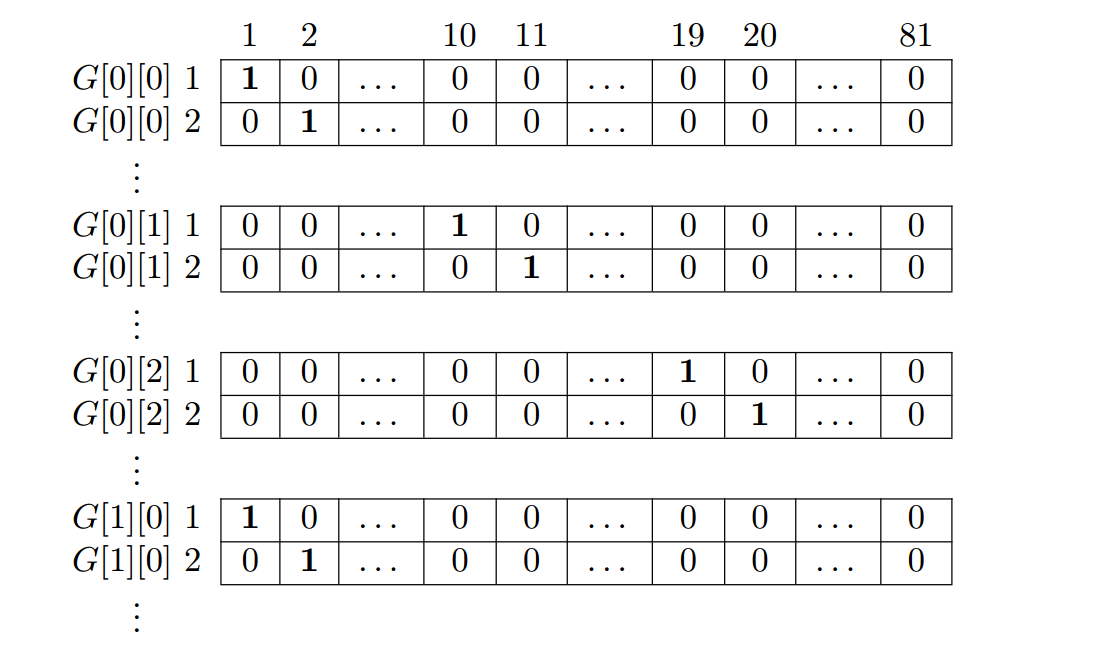 1 2 10 11 19 20 81
G[0][0] 1 1 0 ... 0 0 ... 0 0 ... 0
G[0][0] 2 0 1 ... 0 0 ... 0 0 ... 0
⋮
G[0][1] 1 0 0 ... 1 0 ... 0 0 ... 0
G[0][1] 2 0 0 ... 0 1 ... 0 0 ... 0
⋮
G[0][2] 1 0 0 ... 0 0 ... 1 0 ... 0
G[0][2] 2 0 0 ... 0 0 ... 0 1 ... 0
⋮
G[1][0] 1 1 0 ... 0 0 ... 0 0 ... 0
G[1][0] 2 0 1 ... 0 0 ... 0 0 ... 0
⋮